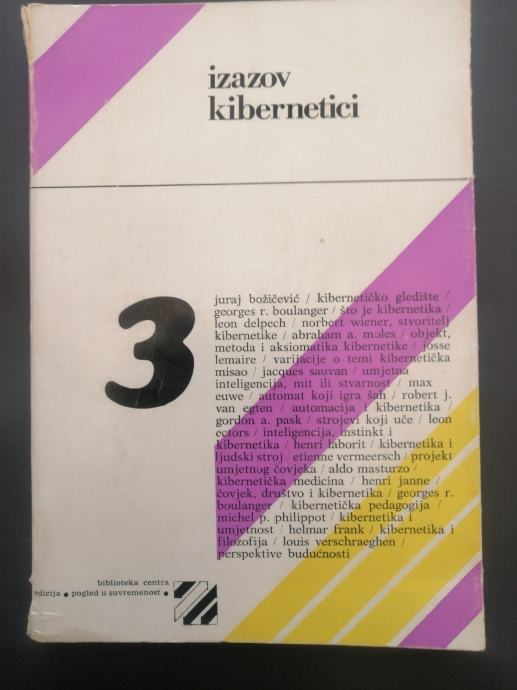 izazov
kibernetici
3
juraj božičević / kibernetičko gledište /
georges r. boulanger / što je kibernetika /
leon delpech / norbert wiener, stvoritelj
kibernetike / abraham a. moles / objekt,
metoda i aksiomatika kibernetike / josse
lemaire / varijacije o temi kibernetička
misao / jacques sauvan / umjetna
inteligencija, mit ili stvarnost / max
euwe / automat koji igra šah / robert j.
van egten / automacija i kibernetika /
gordon a. pask / strojevi koji uče / leon
ectors / inteligencija, instinkt i
kibernetika / henri laborit / kibernetika i
ljudski stroj / etienne vermeersch / projekt
umjetnog čovjeka / aldo masturzo /
kibernetička medicina / henri janne /
čovjek, društvo i kibernetika / georges r.
boulanger / kibernetička pedagogija /
michel p. philippot / kibernetika i
umjetnost / helmar frank / kibernetika i
filozofija / louis verschraeghen /
perspektive budućnosti
biblioteka centra
edicija • pogled u suvremenost •